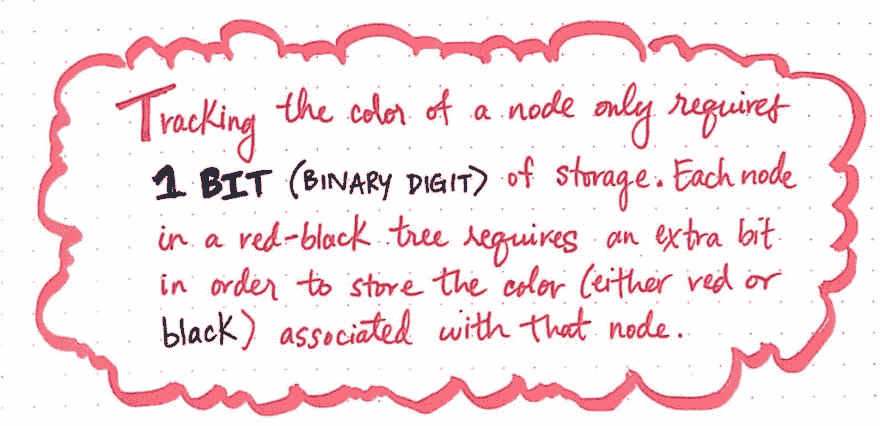 Tracking the color of a node only requires
1 BIT (BINARY DIGIT) of storage. Each node
in a red-black tree requires an extra bit
in order to store the color (either red or
black) associated with that node.